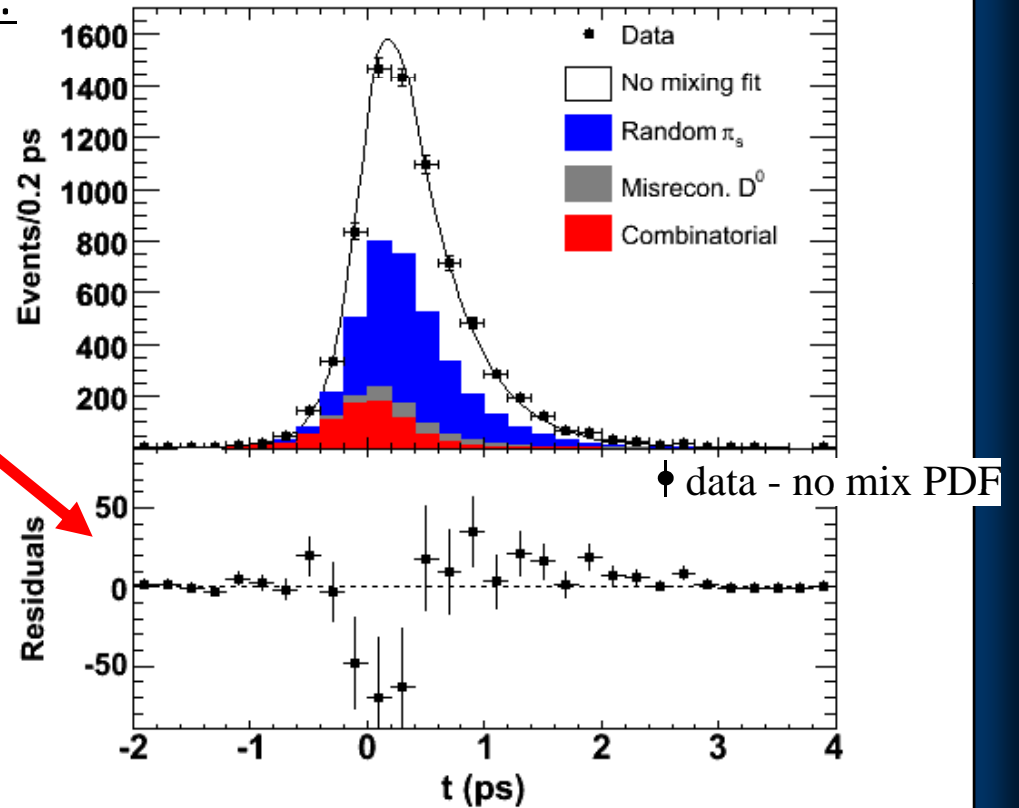 .
1600
1400
1200
1000
800
600
400
200
Events/0.2 ps
Data
No mixing fit
Random πs
Misrecon. D0
Combinatorial
data - no mix PDF
50
0
-50
Residuals
-2 -1 0 1 2 3 4
t (ps)